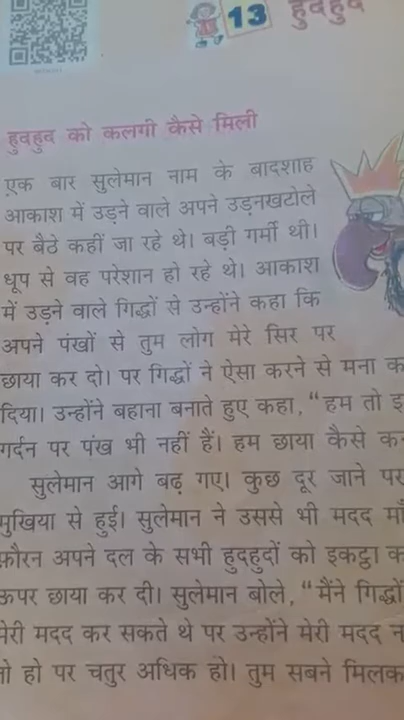 13 हुदहुद
हुदहुद को कलगी कैसे मिली
एक बार सुलेमान नाम के बादशाह
आकाश में उड़ने वाले अपने उड़नखटोले
पर बैठे कहीं जा रहे थे। बड़ी गर्मी थी।
धूप से वह परेशान हो रहे थे। आकाश
में उड़ने वाले गिद्धों से उन्होंने कहा कि
अपने पंखों से तुम लोग मेरे सिर पर
छाया कर दो। पर गिद्धों ने ऐसा करने से मना क
दिया। उन्होंने बहाना बनाते हुए कहा, "हम तो इ
गर्दन पर पंख भी नहीं हैं। हम छाया कैसे क
सुलेमान आगे बढ़ गए। कुछ दूर जाने पर
मुखिया से हुई। सुलेमान ने उससे भी मदद माँ
फ़ौरन अपने दल के सभी हुदहुदों को इकट्ठा क
ऊपर छाया कर दी। सुलेमान बोले, "मैंने गिद्धों
मेरी मदद कर सकते थे पर उन्होंने मेरी मदद न
तो हो पर चतुर अधिक हो। तुम सबने मिलक